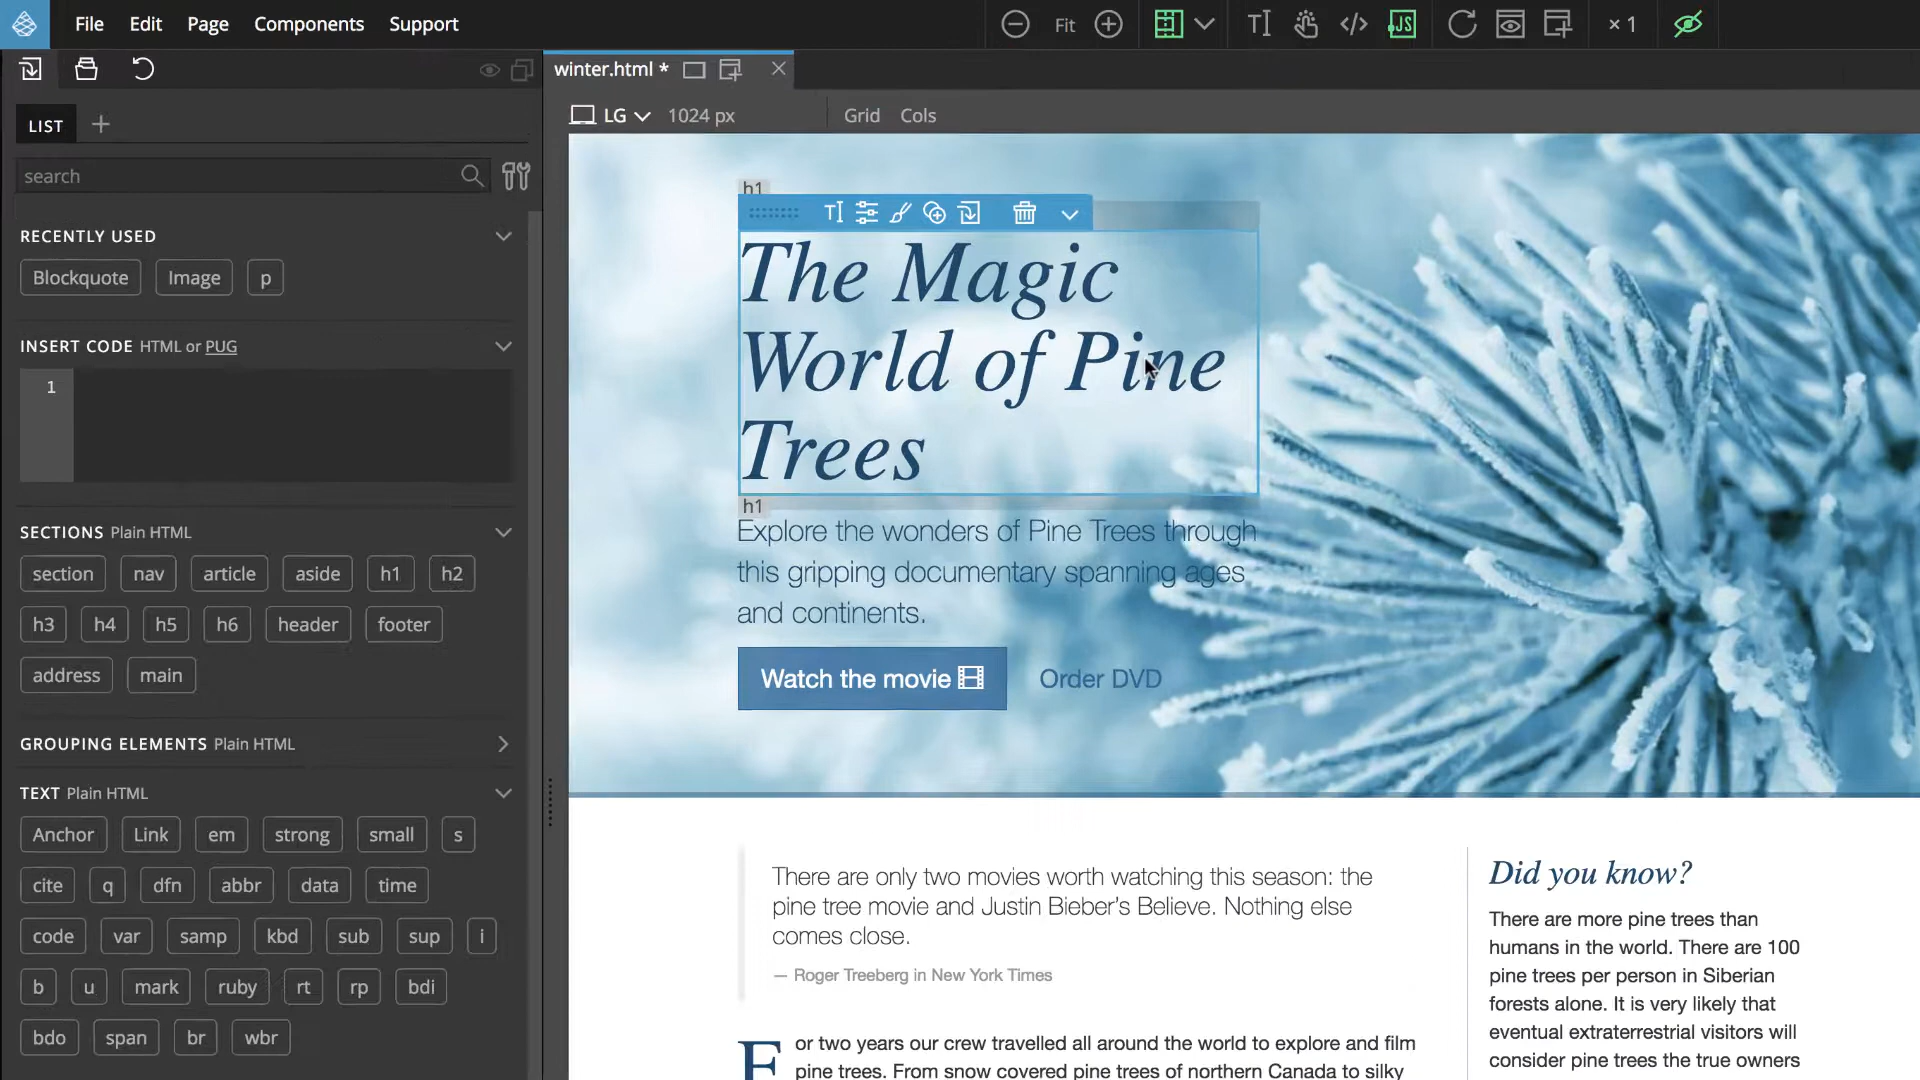 File Edit Page Components Support
Fit
</>
JS
× 1
winter.html *
LIST
LG 1024 px Grid Cols
search
RECENTLY USED
Blockquote Image p
INSERT CODE HTML or PUG
1
SECTIONS Plain HTML
section nav article aside h1 h2
h3 h4 h5 h6 header footer
address main
GROUPING ELEMENTS Plain HTML
TEXT Plain HTML
Anchor Link em strong small s
cite q dfn abbr data time
code var samp kbd sub sup i
b u mark ruby rt rp bdi
bdo span br wbr
h1
The Magic
World of Pine
Trees
h1
Explore the wonders of Pine Trees through
this gripping documentary spanning ages
and continents.
Watch the movie Order DVD
There are only two movies worth watching this season: the
pine tree movie and Justin Bieber's Believe. Nothing else
comes close.
— Roger Treeberg in New York Times
For two years our crew travelled all around the world to explore and film
pine trees. From snow covered pine trees of northern Canada to silky
Did you know?
There are more pine trees than
humans in the world. There are 100
pine trees per person in Siberian
forests alone. It is very likely that
eventual extraterrestrial visitors will
consider pine trees the true owners